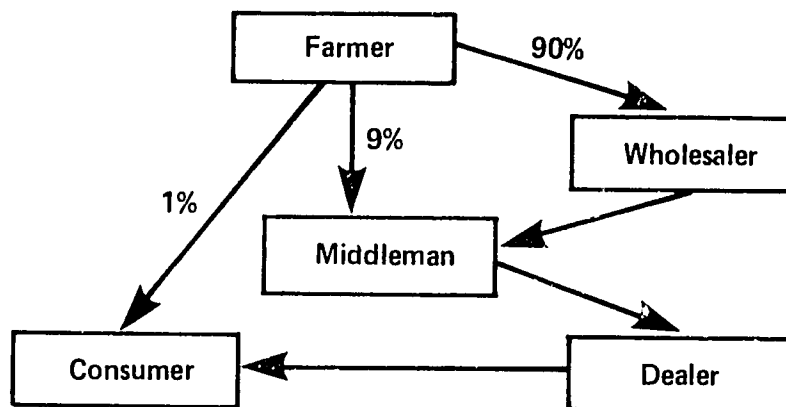 Farmer
90%
Wholesaler
9%
1%
Middleman
Consumer
Dealer